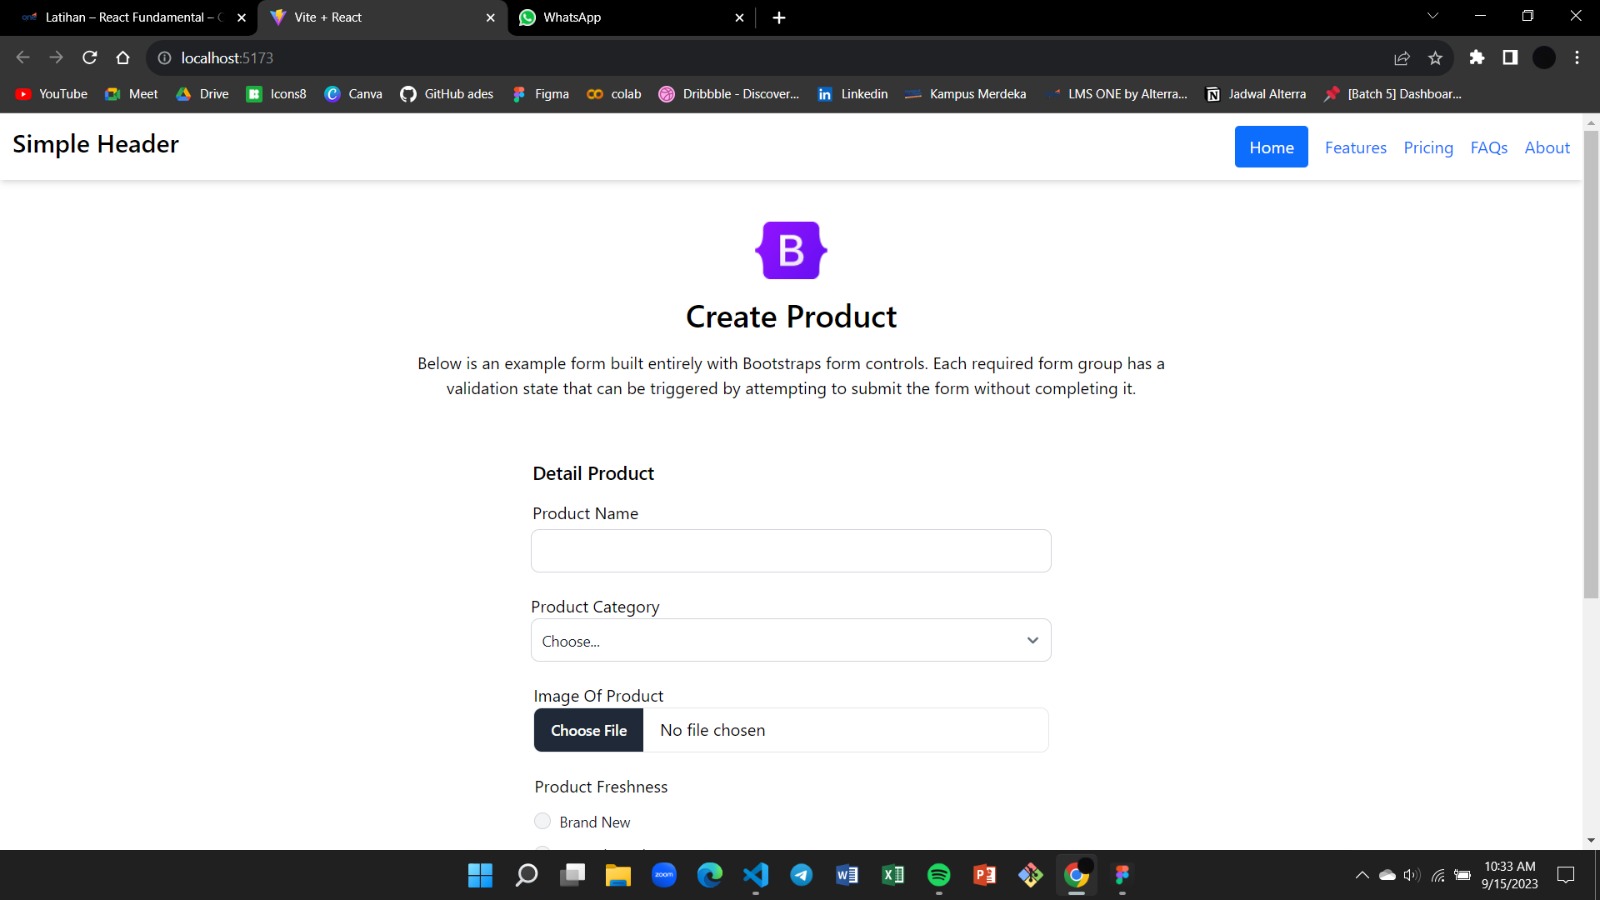 Latihan – React Fundamental –
Vite + React
WhatsApp
localhost:5173
YouTube
Meet
Drive
Icons8
Canva
GitHub ades
Figma
colab
Dribbble - Discover...
Linkedin
Kampus Merdeka
LMS ONE by Alterra...
Jadwal Alterra
[Batch 5] Dashboar...
Simple Header
Home
Features
Pricing
FAQs
About
B
Create Product
Below is an example form built entirely with Bootstraps form controls. Each required form group has a
validation state that can be triggered by attempting to submit the form without completing it.
Detail Product
Product Name
Product Category
Choose...
Image Of Product
Choose File
No file chosen
Product Freshness
Brand New
zoom
10:33 AM
9/15/2023